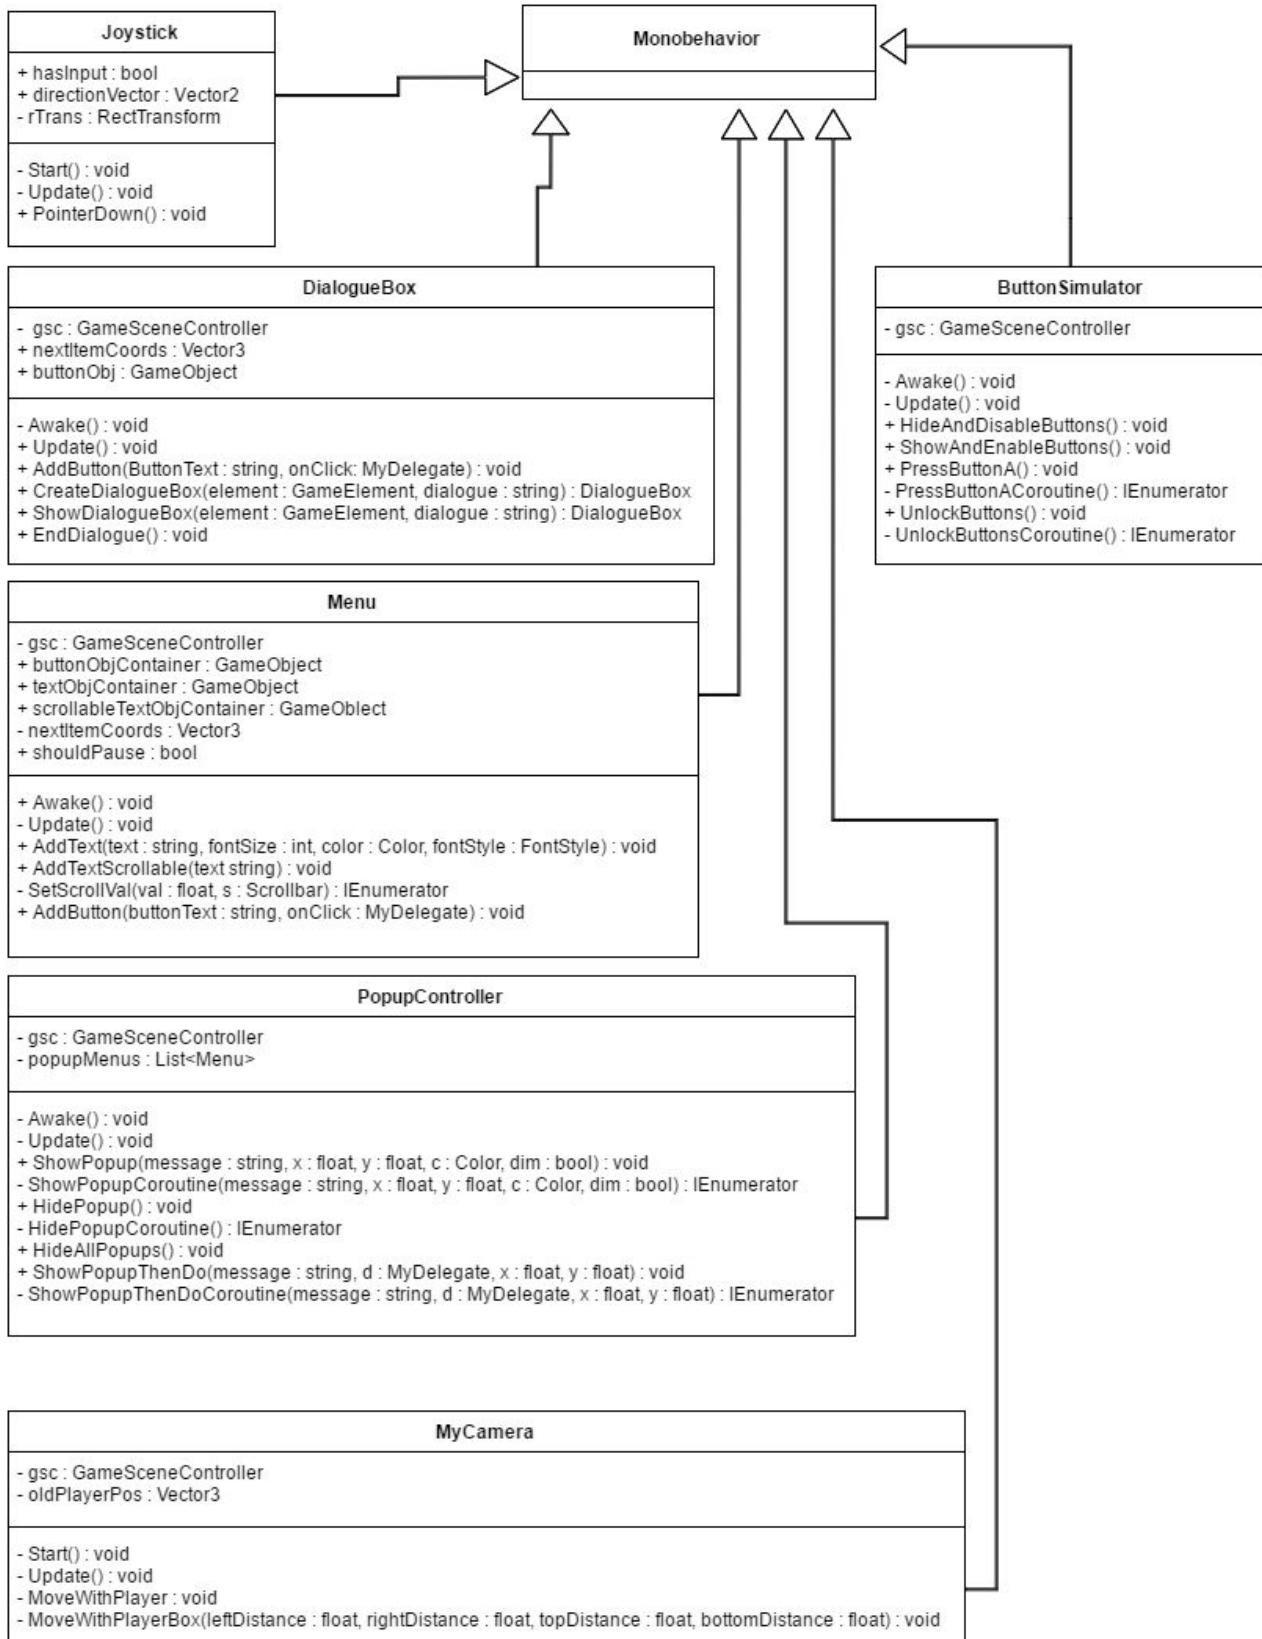 Joystick
+ hasInput : bool
+ directionVector : Vector2
- rTrans : RectTransform
- Start() : void
- Update() : void
+ PointerDown() : void
Monobehavior
DialogueBox
- gsc : GameSceneController
+ nextItemCoords : Vector3
+ buttonObj : GameObject
- Awake() : void
+ Update() : void
+ AddButton(ButtonText : string, onClick: MyDelegate) : void
+ CreateDialogueBox(element : GameElement, dialogue : string) : DialogueBox
+ ShowDialogueBox(element : GameElement, dialogue : string) : DialogueBox
+ EndDialogue() : void
ButtonSimulator
- gsc : GameSceneController
- Awake() : void
- Update() : void
+ HideAndDisableButtons() : void
+ ShowAndEnableButtons() : void
+ PressButtonA() : void
- PressButtonACoroutine() : IEnumerator
+ UnlockButtons() : void
- UnlockButtonsCoroutine() : IEnumerator
Menu
- gsc : GameSceneController
+ buttonObjContainer : GameObject
+ textObjContainer : GameObject
+ scrollableTextObjContainer : GameOblect
- nextItemCoords : Vector3
+ shouldPause : bool
+ Awake() : void
- Update() : void
+ AddText(text : string, fontSize : int, color : Color, fontStyle : FontStyle) : void
+ AddTextScrollable(text string) : void
- SetScrollVal(val : float, s : Scrollbar) : IEnumerator
+ AddButton(buttonText : string, onClick : MyDelegate) : void
PopupController
- gsc : GameSceneController
- popupMenus : List<Menu>
- Awake() : void
- Update() : void
+ ShowPopup(message : string, x : float, y : float, c : Color, dim : bool) : void
- ShowPopupCoroutine(message : string, x : float, y : float, c : Color, dim : bool) : IEnumerator
+ HidePopup() : void
- HidePopupCoroutine() : IEnumerator
+ HideAllPopups() : void
+ ShowPopupThenDo(message : string, d : MyDelegate, x : float, y : float) : void
- ShowPopupThenDoCoroutine(message : string, d : MyDelegate, x : float, y : float) : IEnumerator
MyCamera
- gsc : GameSceneController
- oldPlayerPos : Vector3
- Start() : void
- Update() : void
- MoveWithPlayer : void
- MoveWithPlayerBox(leftDistance : float, rightDistance : float, topDistance : float, bottomDistance : float) : void